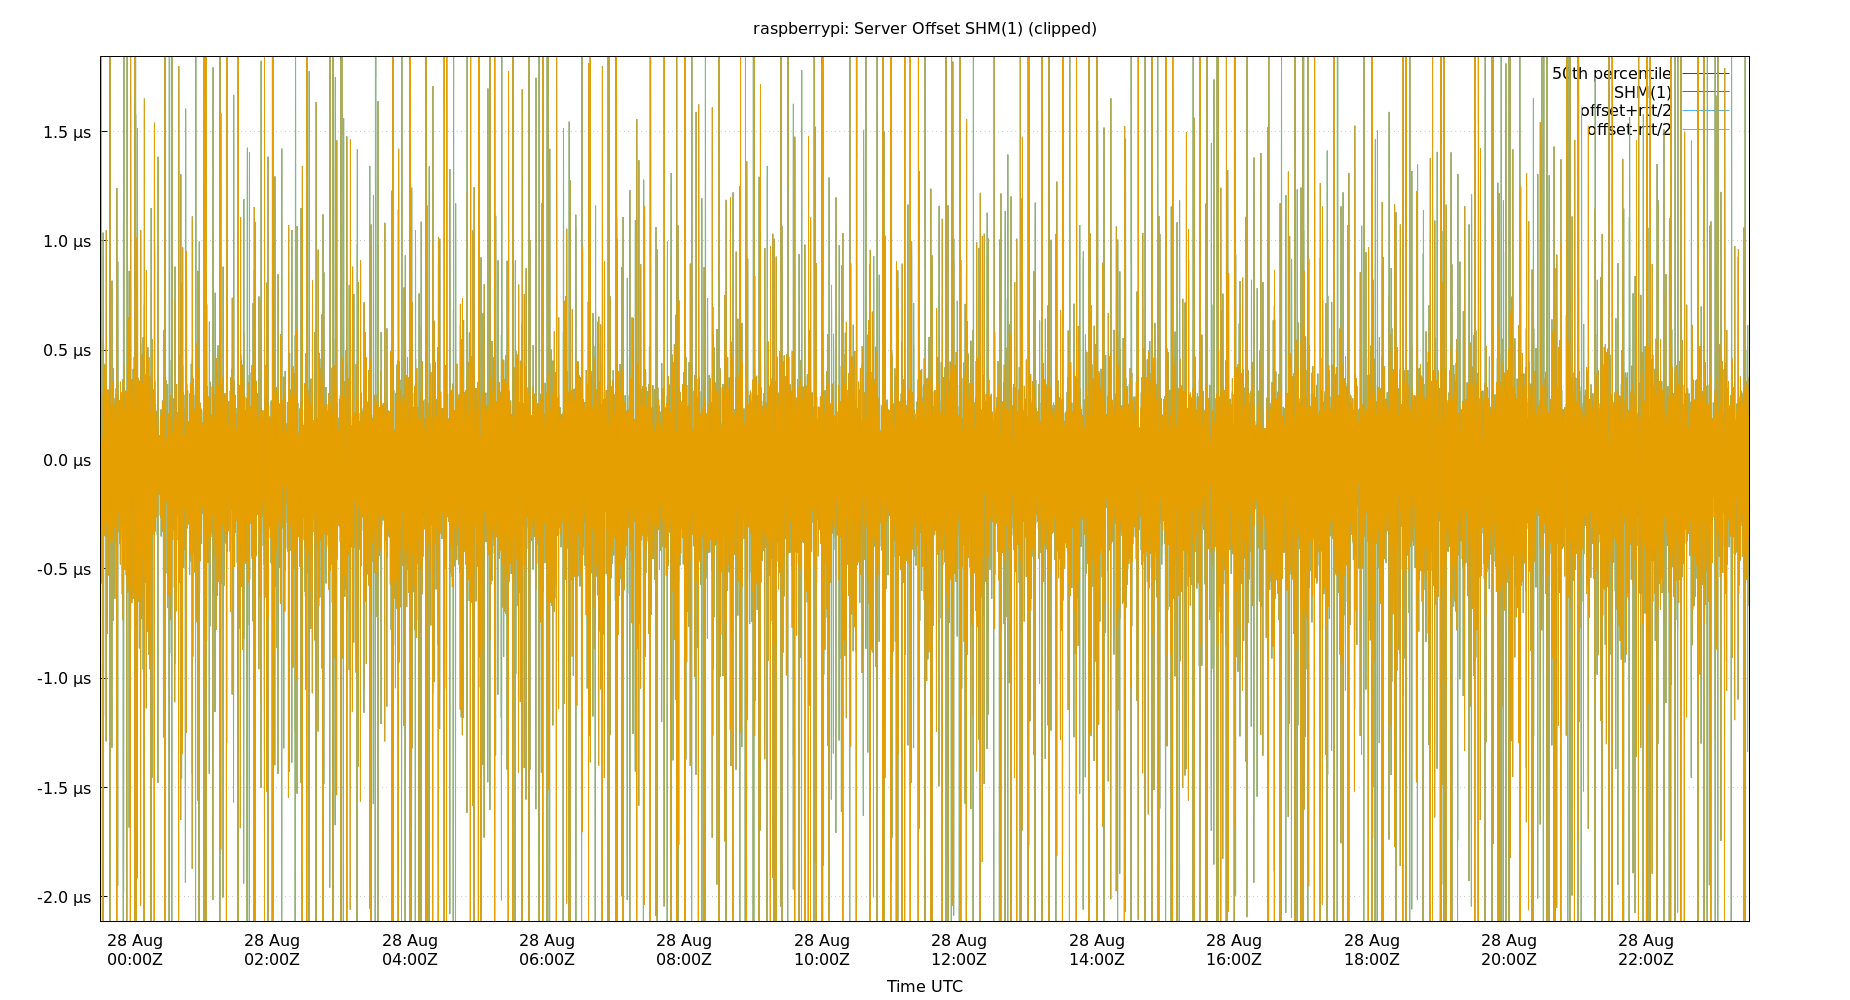 raspberrypi: Server Offset SHM(1) (clipped)
50th percentile
SHM(1)
offset+rtt/2
offset-rtt/2
1.5 µs
1.0 µs
0.5 µs
0.0 µs
-0.5 µs
-1.0 µs
-1.5 µs
-2.0 µs
28 Aug 28 Aug 28 Aug 28 Aug 28 Aug 28 Aug 28 Aug 28 Aug 28 Aug 28 Aug 28 Aug 28 Aug
00:00Z 02:00Z 04:00Z 06:00Z 08:00Z 10:00Z 12:00Z 14:00Z 16:00Z 18:00Z 20:00Z 22:00Z
Time UTC